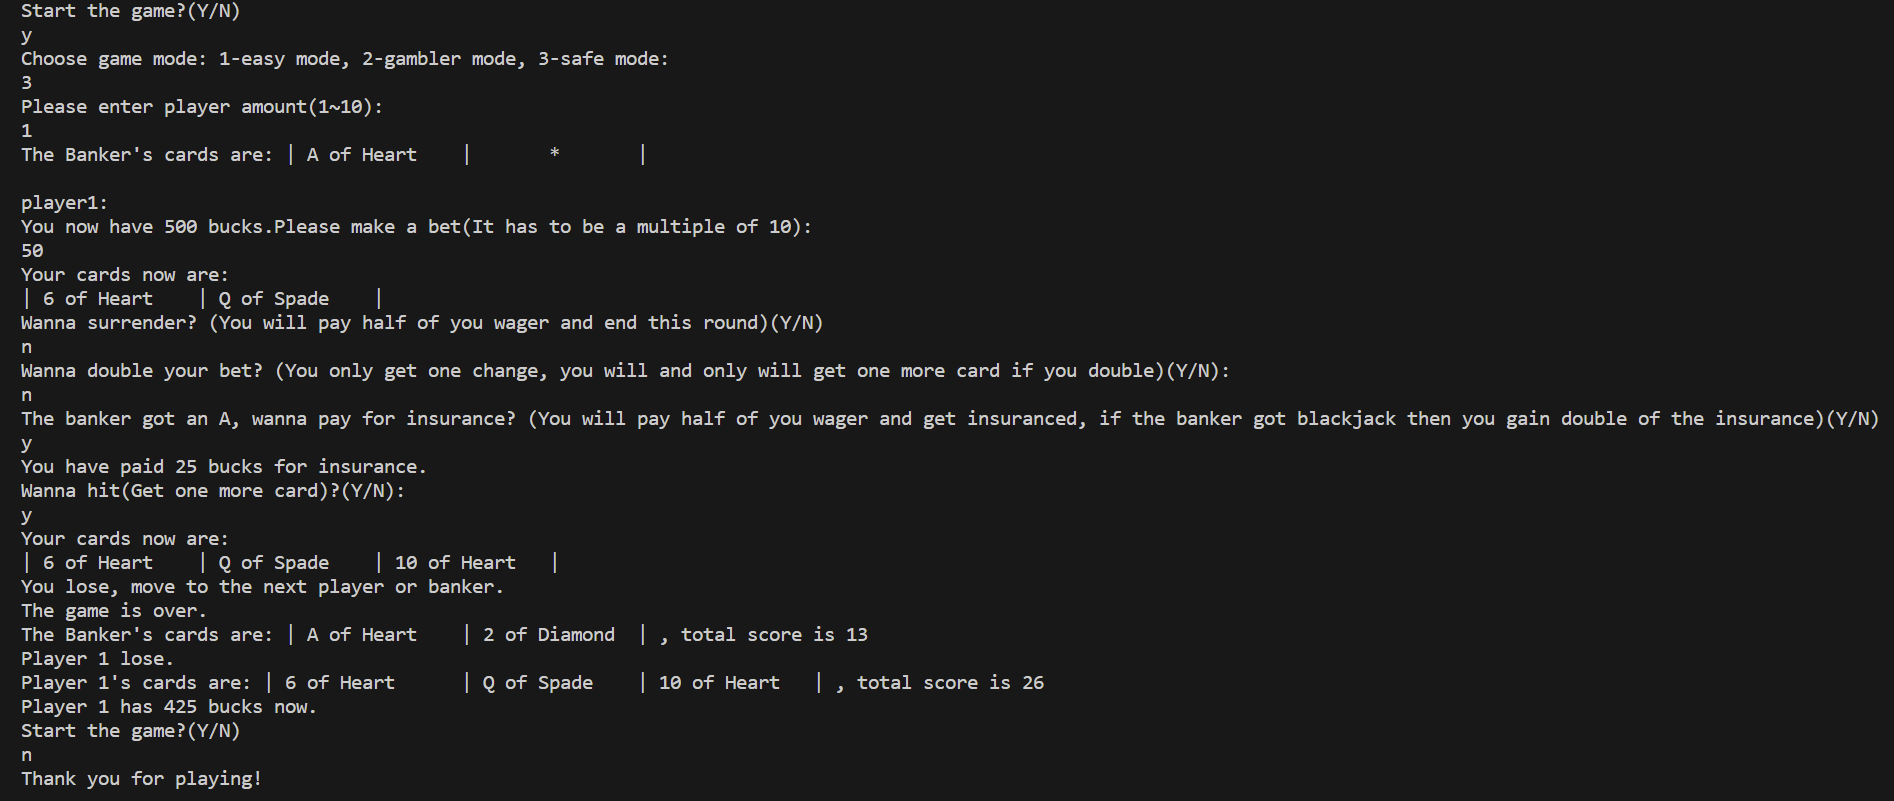 Start the game?(Y/N)
y
Choose game mode: 1-easy mode, 2-gambler mode, 3-safe mode:
3
Please enter player amount(1~10):
1
The Banker's cards are: | A of Heart    |       *       |
player1:
You now have 500 bucks.Please make a bet(It has to be a multiple of 10):
50
Your cards now are:
| 6 of Heart    | Q of Spade    |
Wanna surrender? (You will pay half of you wager and end this round)(Y/N)
n
Wanna double your bet? (You only get one change, you will and only will get one more card if you double)(Y/N):
n
The banker got an A, wanna pay for insurance? (You will pay half of you wager and get insuranced, if the banker got blackjack then you gain double of the insurance)(Y/N)
y
You have paid 25 bucks for insurance.
Wanna hit(Get one more card)?(Y/N):
y
Your cards now are:
| 6 of Heart    | Q of Spade    | 10 of Heart   |
You lose, move to the next player or banker.
The game is over.
The Banker's cards are: | A of Heart    | 2 of Diamond  | , total score is 13
Player 1 lose.
Player 1's cards are: | 6 of Heart      | Q of Spade    | 10 of Heart   | , total score is 26
Player 1 has 425 bucks now.
Start the game?(Y/N)
n
Thank you for playing!